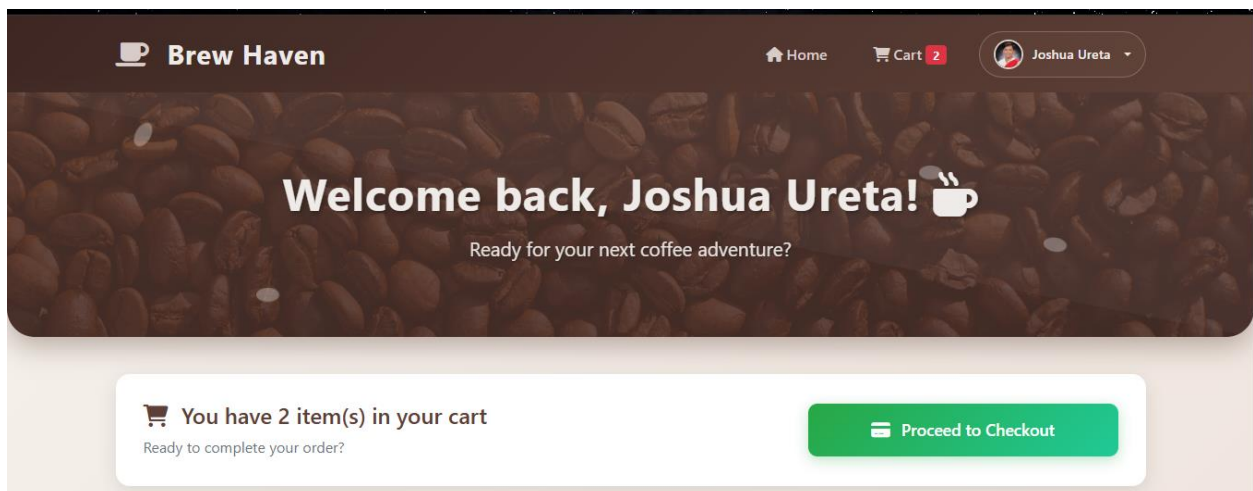 Brew Haven
Home
Cart 2
Joshua Ureta
Welcome back, Joshua Ureta!
Ready for your next coffee adventure?
You have 2 item(s) in your cart
Ready to complete your order?
Proceed to Checkout